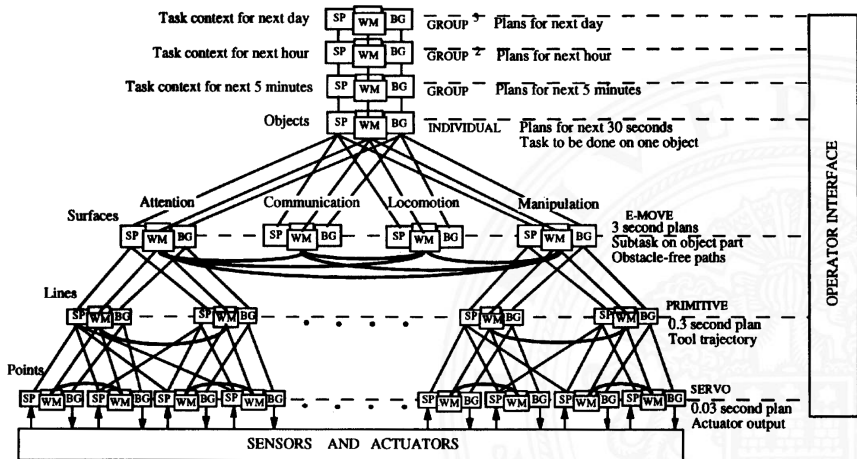 Task context for next day SP WM BG GROUP 3 Plans for next day
Task context for next hour SP WM BG GROUP 2 Plans for next hour
Task context for next 5 minutes SP WM BG GROUP Plans for next 5 minutes
Objects SP WM BG INDIVIDUAL Plans for next 30 seconds
Task to be done on one object
Attention Communication Locomotion Manipulation
Surfaces SP WM BG SP WM BG SP WM BG SP WM BG E-MOVE
3 second plans
Subtask on object part
Obstacle-free paths
Lines SP WM BG SP WM BG SP WM BG SP WM BG PRIMITIVE
0.3 second plan
Tool trajectory
Points SP WM BG SP WM BG SP WM BG SP WM BG SP WM BG SP WM BG SP WM BG SP WM BG SERVO
0.03 second plan
Actuator output
SENSORS AND ACTUATORS
OPERATOR INTERFACE